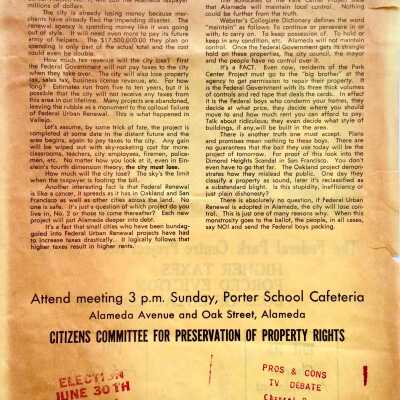 millions of dollars.
The city is already losing money because mer-
chants have already fled the impending disaster. The
renewal agency is spending money like it was going
out of style. It will need even more to pay its future
army of helpers. The $17,500,000.00 they plan on
spending is only part of the actual total and the cost
could even be double.
How much tax revenue will the city lose? First
the Federal Government will not pay taxes to the city
when they take over. The city will also lose property
tax, sales tax, business license revenue, etc. For how
long? Estimates run from five to ten years, but it is
possible that the city will not receive any taxes from
this area in our lifetime. Many projects are abandoned,
leaving the rubble as a monument to the colossal failure
of Federal Urban Renewal. This is what happened in
Vallejo.
Let's assume, by some trick of fate, the project is
completed at some date in the distant future and the
area begins, again to pay taxes to the city. Any gain
will be wiped out with sky-rocketing cost for more
classrooms, teachers, city employees, firemen, police-
men, etc. No matter how you look at it, even in Ein-
stein's fourth dimension theory, the city must lose.
How much will the city lose? The sky's the limit
when the taxpayer is footing the bill.
Another interesting fact is that Federal Renewal
is like a cancer, it spreads as it has in Oakland and San
Francisco as well as other cities across the land. No
one is safe. It's just a question of which project do you
live in, No. 2 or those to come thereafter? Each new
project will put Alameda deeper into debt.
It's a fact that small cities who have been bundag-
gled into Federal Urban Renewal projects have had
to increase taxes drastically. It logically follows that
higher taxes result in higher rents.
that Alameda will maintain local control. Nothing
could be further from the truth.
Webster's Collegiate Dictionary defines the word
"maintain" as follows: To continue or persevere in or
with; to carry on. To keep possession of. To hold or
keep in any condition, etc. Alameda will not maintain
control. Once the Federal Government gets its strangle
hold on these properties, the city council, the mayor
and the people have no control over it.
It's a FACT. Even now, residents of the Park
Center Project must go to the "big brother" at the
agency to get permission to repair their property. It
is the Federal Government with its three thick volumes
of controls and red tape that deals the cards. In effect
it is the Federal boys who condemn your homes, they
decide at what price, they decide where you should
move to and how much rent you can afford to pay.
Talk about ridiculous, they even decide what style of
buildings, if any, will be built in the area.
There is another truth one must accept. Plans
and promises mean nothing to these boys. There are
no guarantees that the bait they use today will be the
project of tomorrow. For proof of this look into the
Dimond Heights Scandal in San Francisco. You don't
even have to go that far. The Oakland project demon-
strates how they mislead the public. One day they
classify a property as sound, later it's reclassified as
a substandard blight. Is this stupidity, inefficiency or
just plain dishonesty?
There is absolutely no question, if Federal Urban
Renewal is adopted in Alameda, the city will lose con-
trol. This is just one of many reasons why. When this
monstrosity goes to the ballot, the people, in all cases,
say NO! and send the Federal boys packing.
Attend meeting 3 p.m. Sunday, Porter School Cafeteria
Alameda Avenue and Oak Street, Alameda
CITIZENS COMMITTEE FOR PRESERVATION OF PROPERTY RIGHTS
ELECTION
JUNE 30TH
PROS & CONS
TV. DEBATE